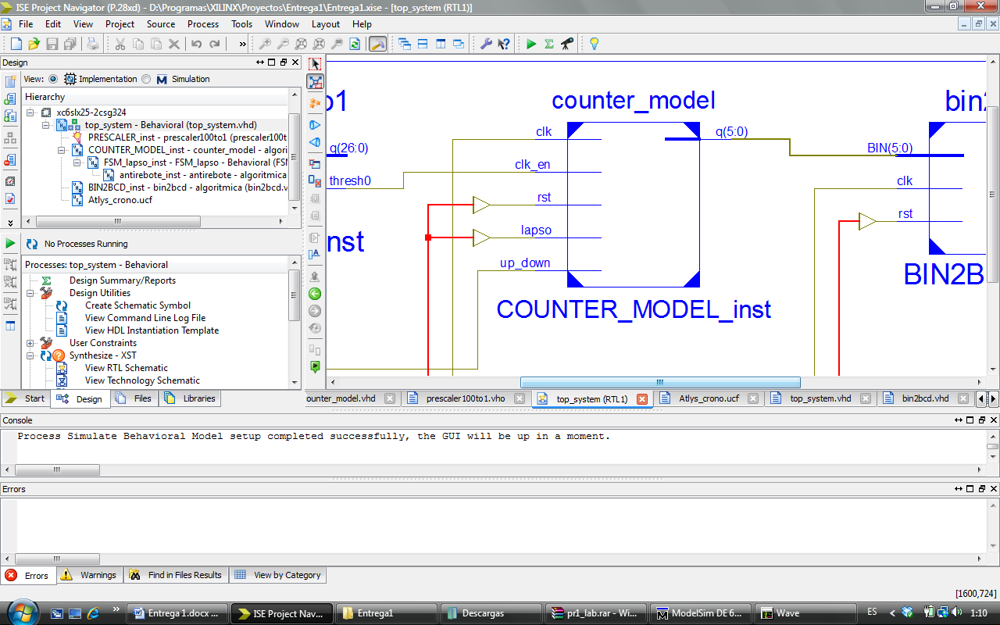 ISE Project Navigator (P.28xd) - D:\Programas\XILINX\Proyectos\Entrega1\Entrega1.xise - [top_system (RTL1)]
File Edit View Project Source Process Tools Window Layout Help
Design
View: Implementation Simulation
Hierarchy
xc6slx25-2csg324
top_system - Behavioral (top_system.vhd)
PRESCALER_inst - prescaler100to1 (prescaler100t
COUNTER_MODEL_inst - counter_model - algori
FSM_lapso_inst - FSM_lapso - Behavioral (FSM
antirebote_inst - antirebote - algoritmica
BIN2BCD_inst - bin2bcd - algoritmica (bin2bcd.v
Atlys_crono.ucf
No Processes Running
Processes: top_system - Behavioral
Design Summary/Reports
Design Utilities
Create Schematic Symbol
View Command Line Log File
View HDL Instantiation Template
User Constraints
Synthesize - XST
View RTL Schematic
View Technology Schematic
Start Design Files Libraries
o1
q(26:0)
thresh0
nst
counter_model
clk
clk_en
rst
lapso
up_down
q(5:0)
COUNTER_MODEL_inst
bin2
BIN(5:0)
clk
rst
BIN2B
ounter_model.vhd prescaler100to1.vho top_system (RTL1) Atlys_crono.ucf top_system.vhd bin2bcd.vhd
Console
Process Simulate Behavioral Model setup completed successfully, the GUI will be up in a moment.
Errors
Errors Warnings Find in Files Results View by Category
[1600,724]
Entrega 1.docx ... ISE Project Nav... Entrega1 Descargas pr1_lab.rar - Wi... ModelSim DE 6... Wave ES 1:10